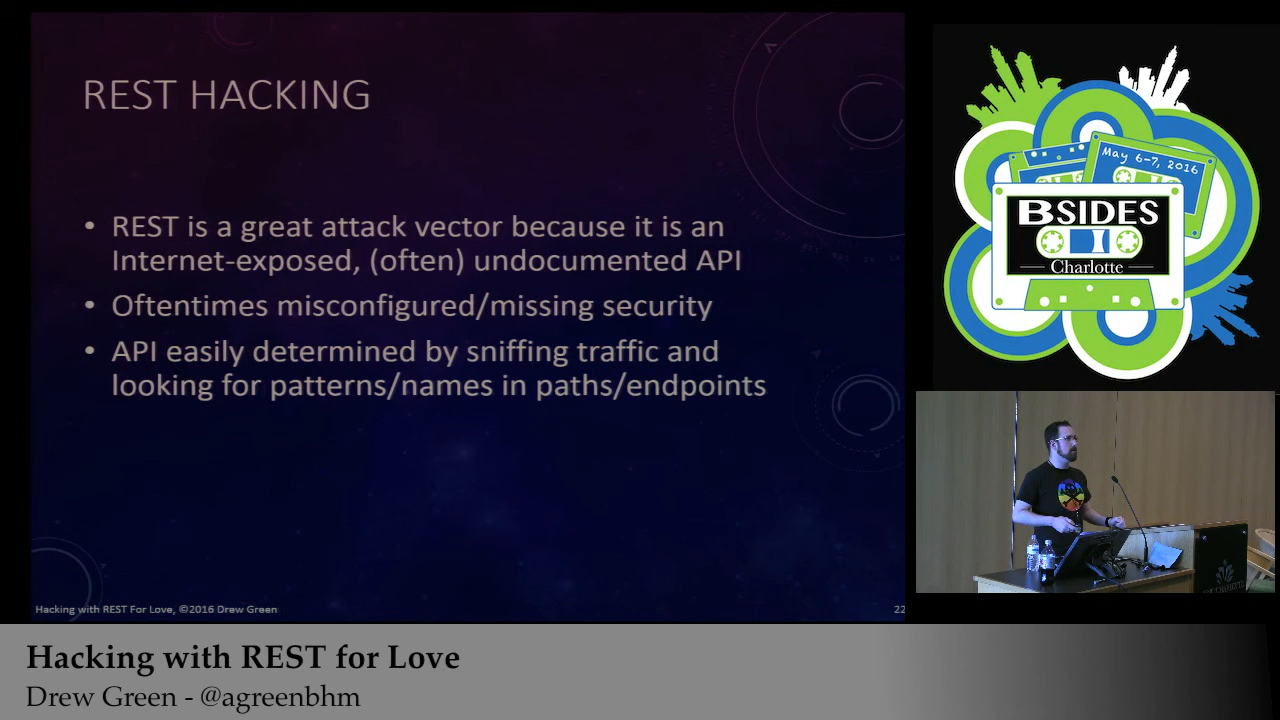 REST HACKING
• REST is a great attack vector because it is an
Internet-exposed, (often) undocumented API
• Oftentimes misconfigured/missing security
• API easily determined by sniffing traffic and
looking for patterns/names in paths/endpoints
Hacking with REST For Love, ©2016 Drew Green
22
May 6-7, 2016
BSIDES
Charlotte
Hacking with REST for Love
Drew Green - @agreenbhm